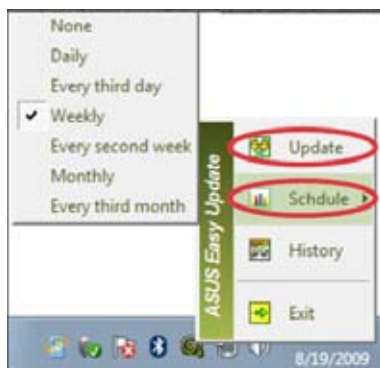 None
Daily
Every third day
Weekly
Every second week
Monthly
Every third month
ASUS Easy Update
Update
Schdule
History
Exit
8/19/2009